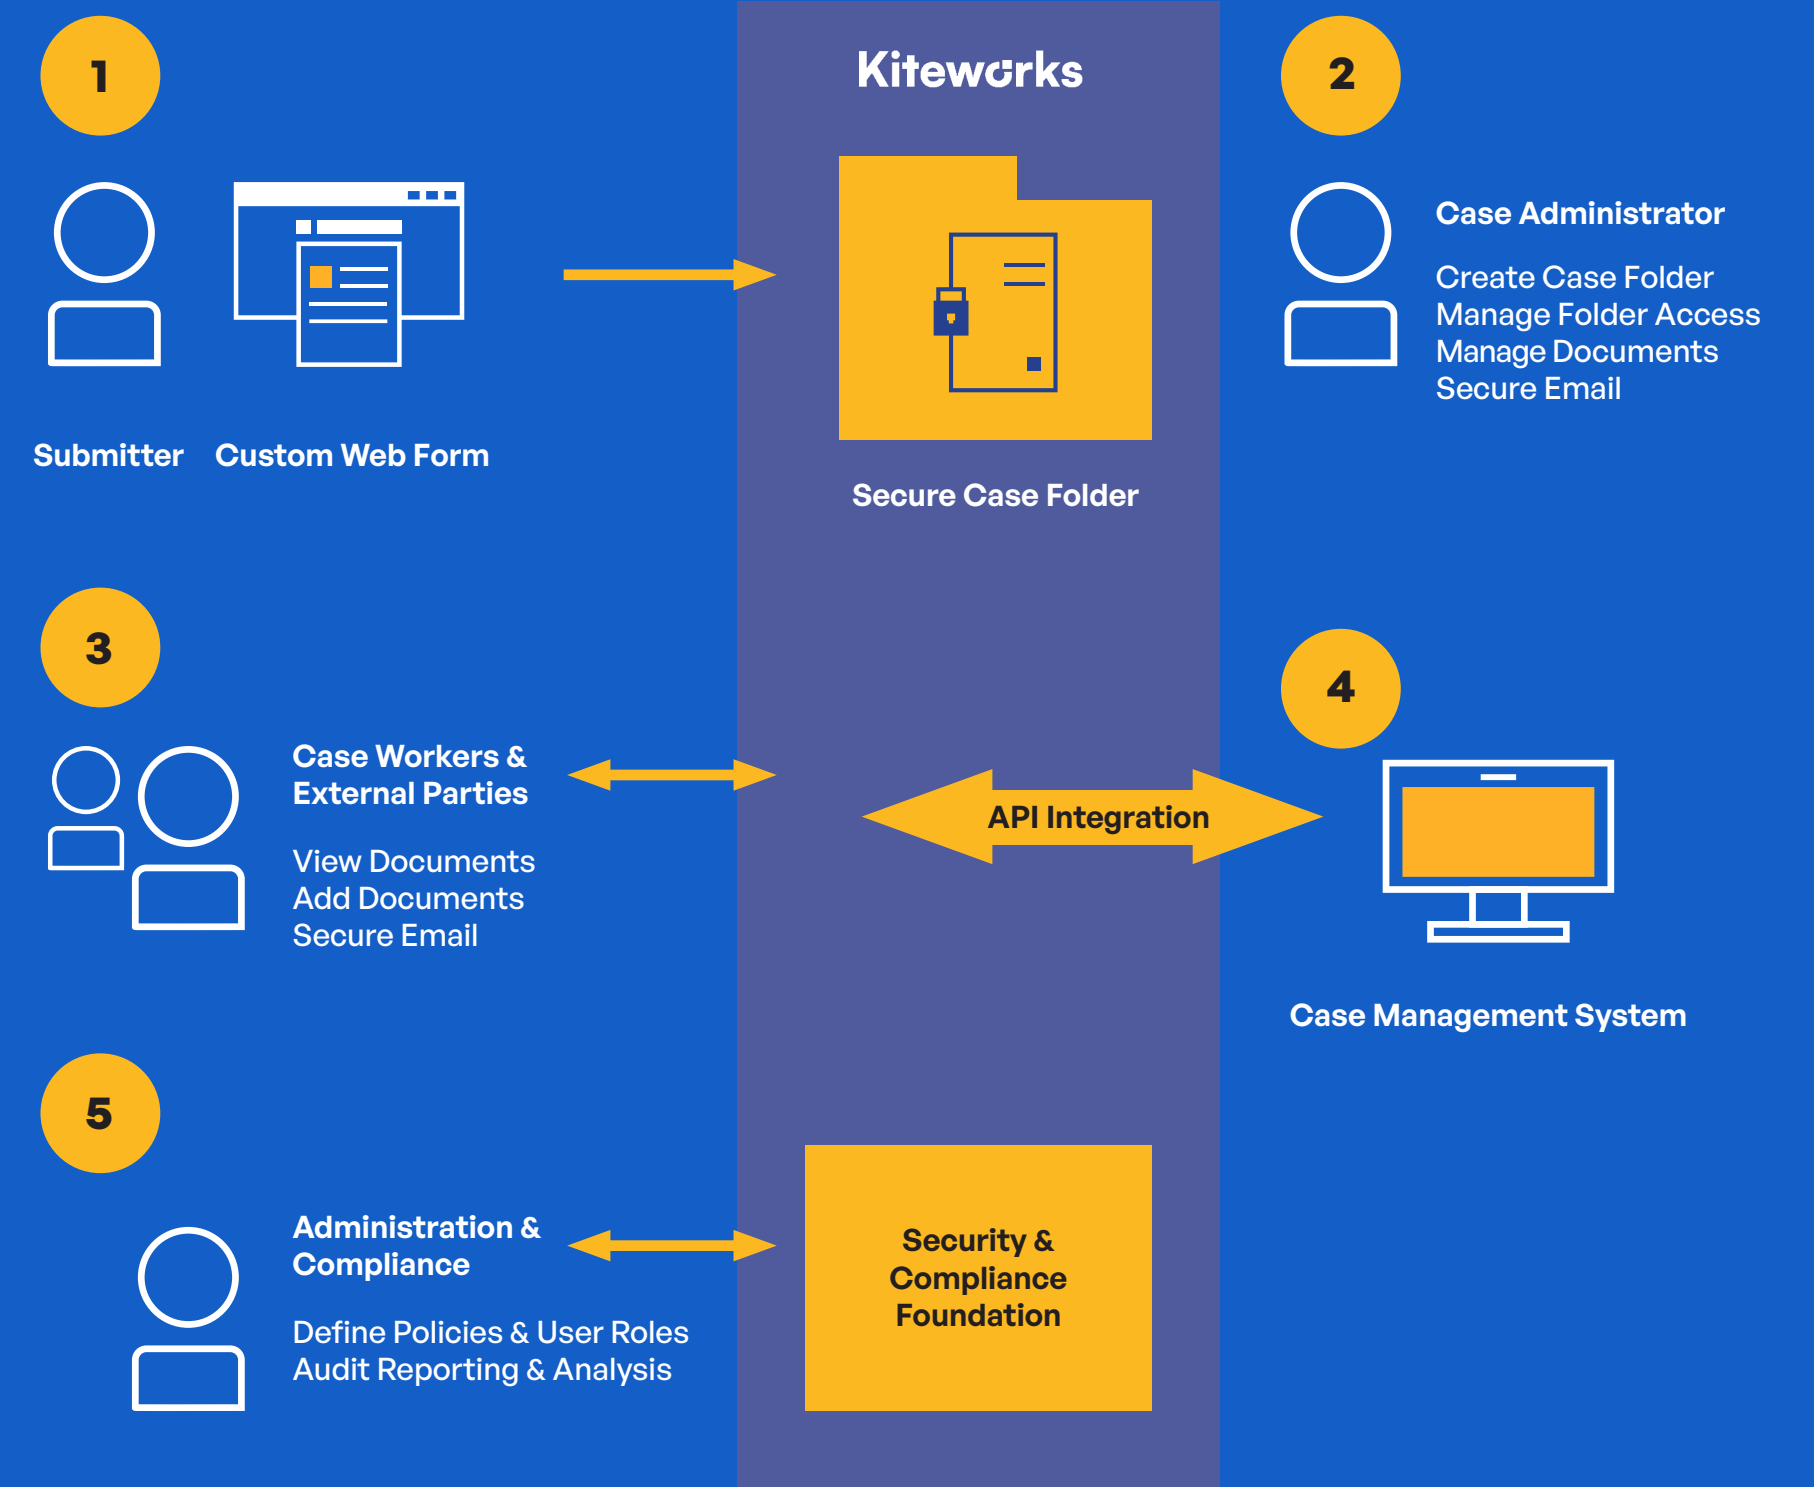 1
Submitter
Custom Web Form
Kiteworks
Secure Case Folder
2
Case Administrator
Create Case Folder
Manage Folder Access
Manage Documents
Secure Email
3
Case Workers &
External Parties
View Documents
Add Documents
Secure Email
API Integration
4
Case Management System
5
Administration &
Compliance
Define Policies & User Roles
Audit Reporting & Analysis
Security &
Compliance
Foundation